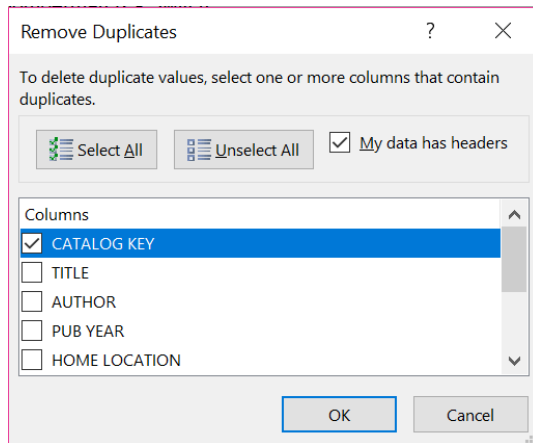 Remove Duplicates ?
To delete duplicate values, select one or more columns that contain
duplicates.
Select All Unselect All My data has headers
Columns
CATALOG KEY
TITLE
AUTHOR
PUB YEAR
HOME LOCATION
OK Cancel